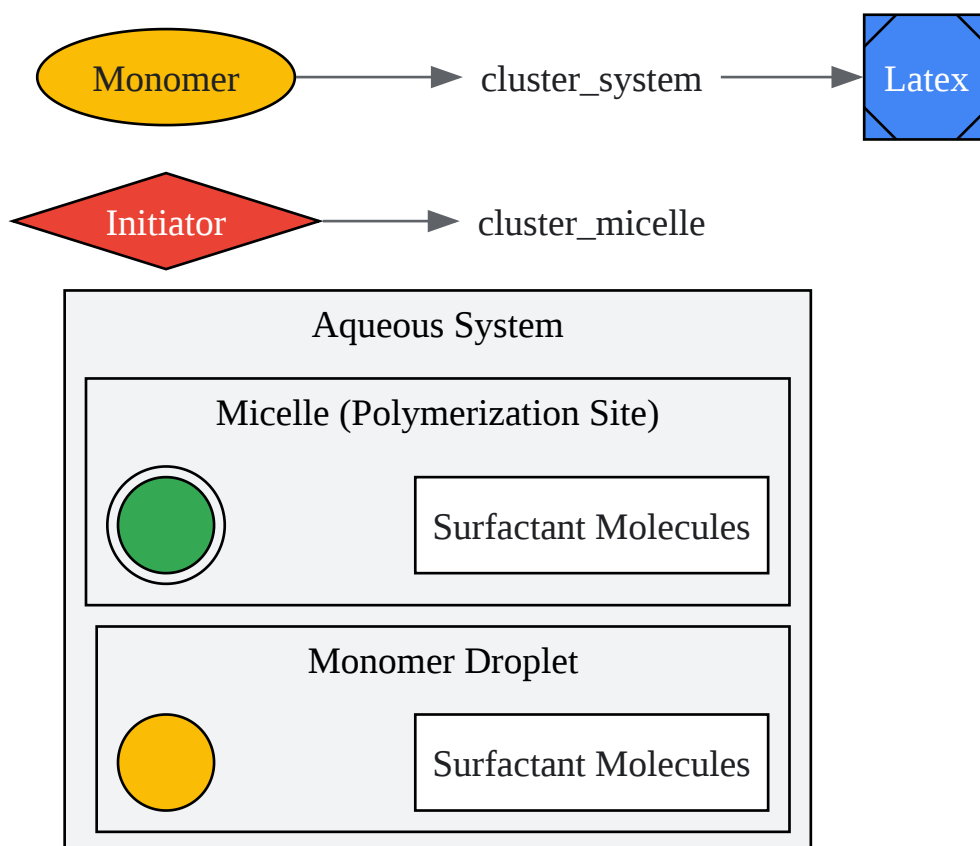 Monomer
cluster_system
Latex
Initiator
cluster_micelle
Aqueous System
Micelle (Polymerization Site)
Surfactant Molecules
Monomer Droplet
Surfactant Molecules